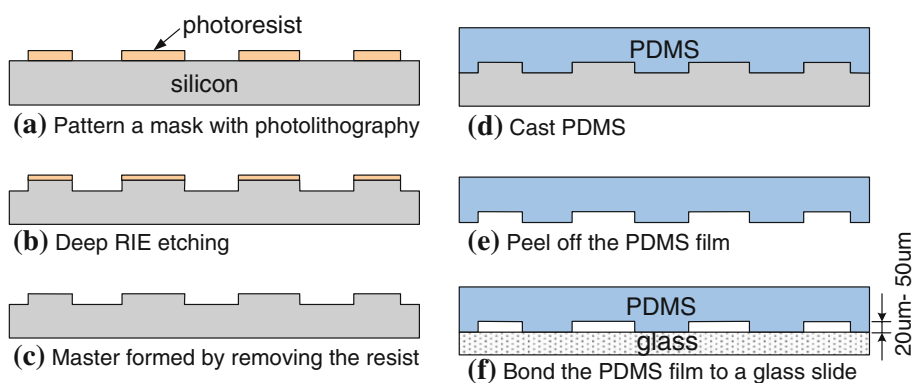 photoresist
silicon
(a) Pattern a mask with photolithography
(b) Deep RIE etching
(c) Master formed by removing the resist
PDMS
(d) Cast PDMS
(e) Peel off the PDMS film
PDMS
glass
(f) Bond the PDMS film to a glass slide
20um- 50um